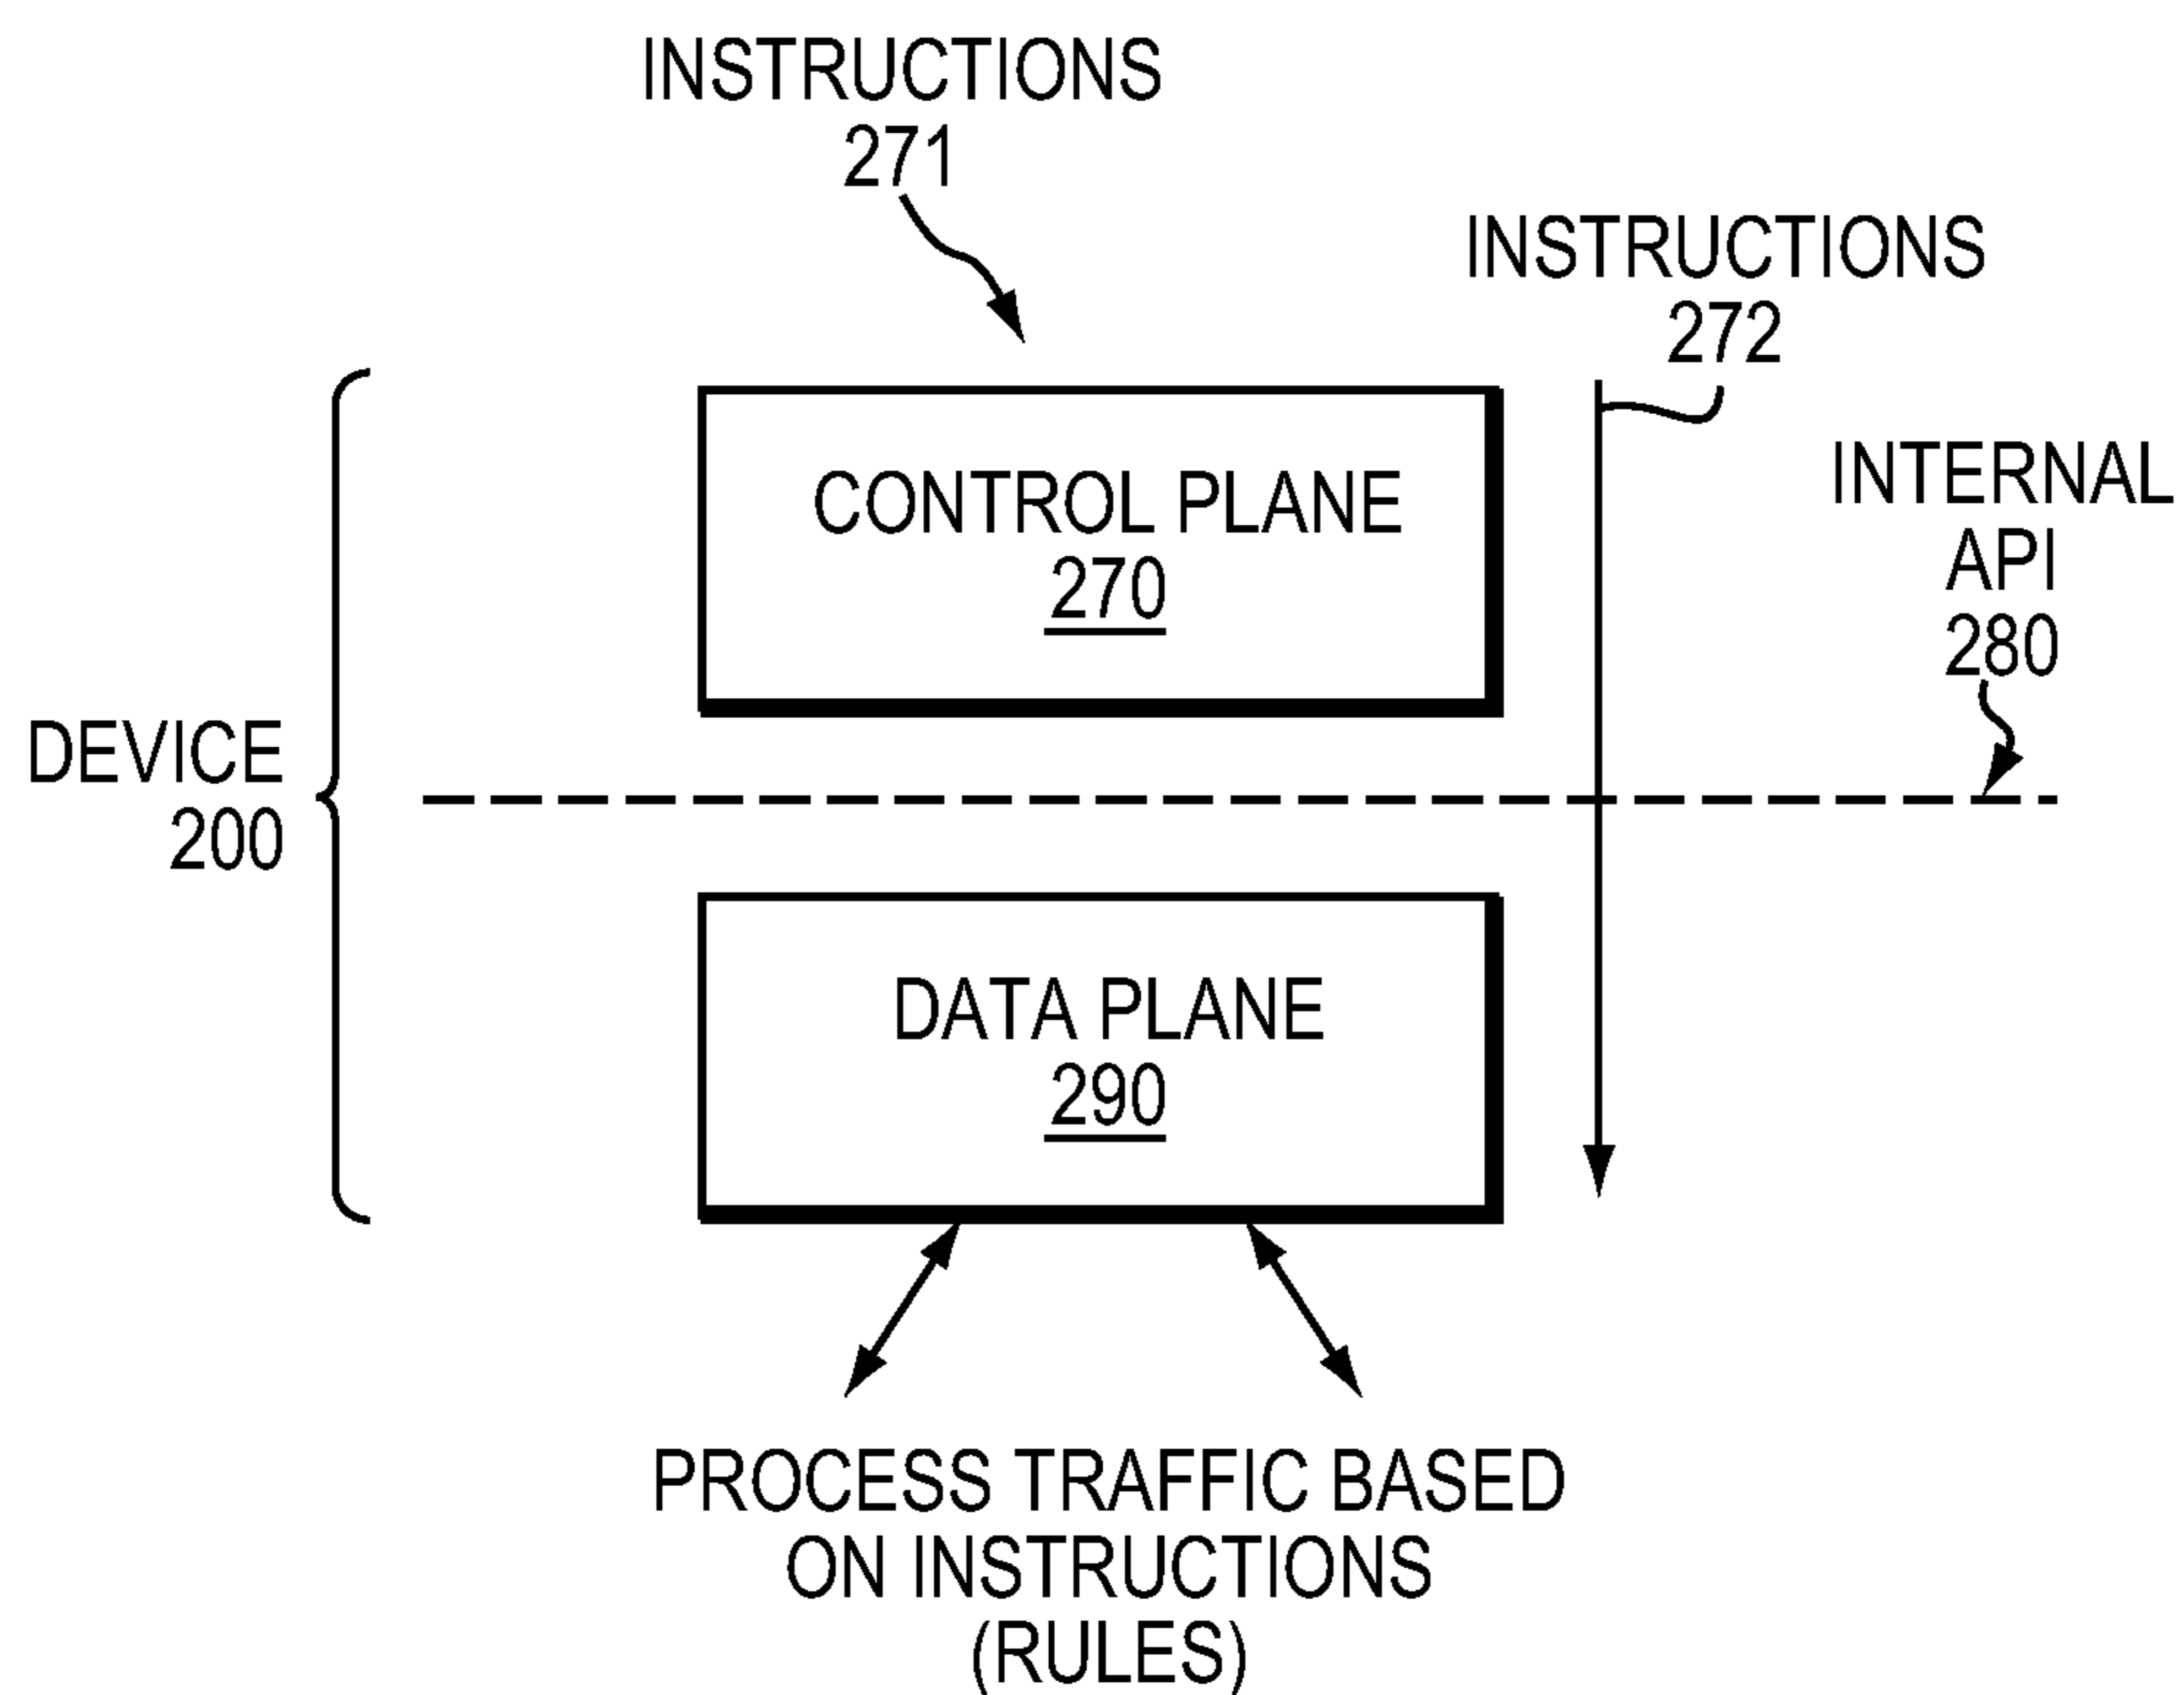 INSTRUCTIONS
271
INSTRUCTIONS
272
CONTROL PLANE
270
INTERNAL
API
280
DEVICE
200
DATA PLANE
290
PROCESS TRAFFIC BASED
ON INSTRUCTIONS
(RULES)